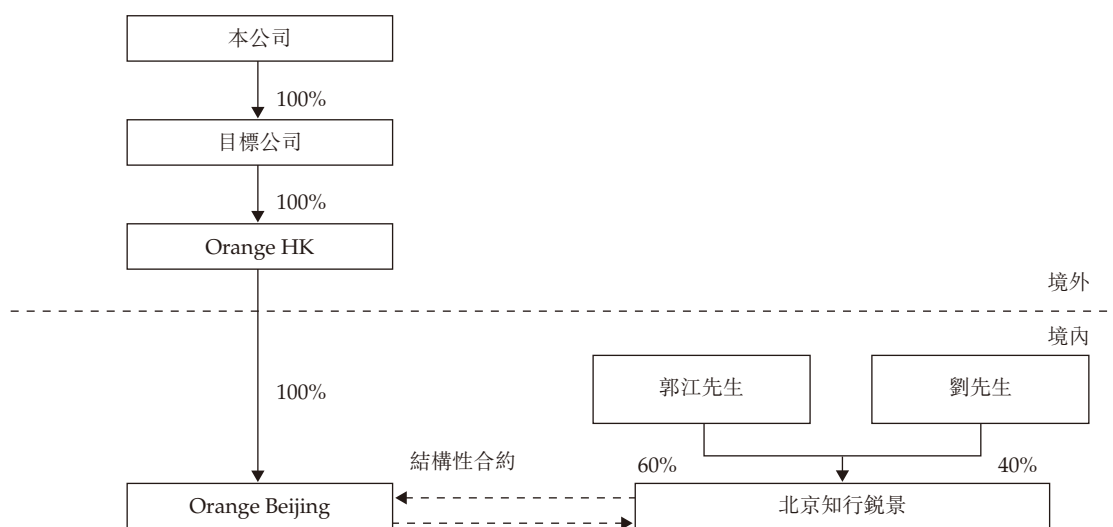 本公司
100%
目標公司
100%
Orange HK
境外
境內
郭江先生
劉先生
100%
結構性合約
60%
40%
Orange Beijing
北京知行鋭景